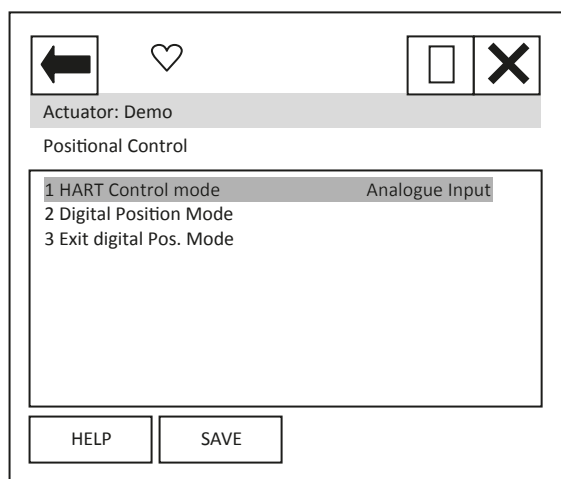 Actuator: Demo
Positional Control
1 HART Control mode Analogue Input
2 Digital Position Mode
3 Exit digital Pos. Mode
HELP SAVE